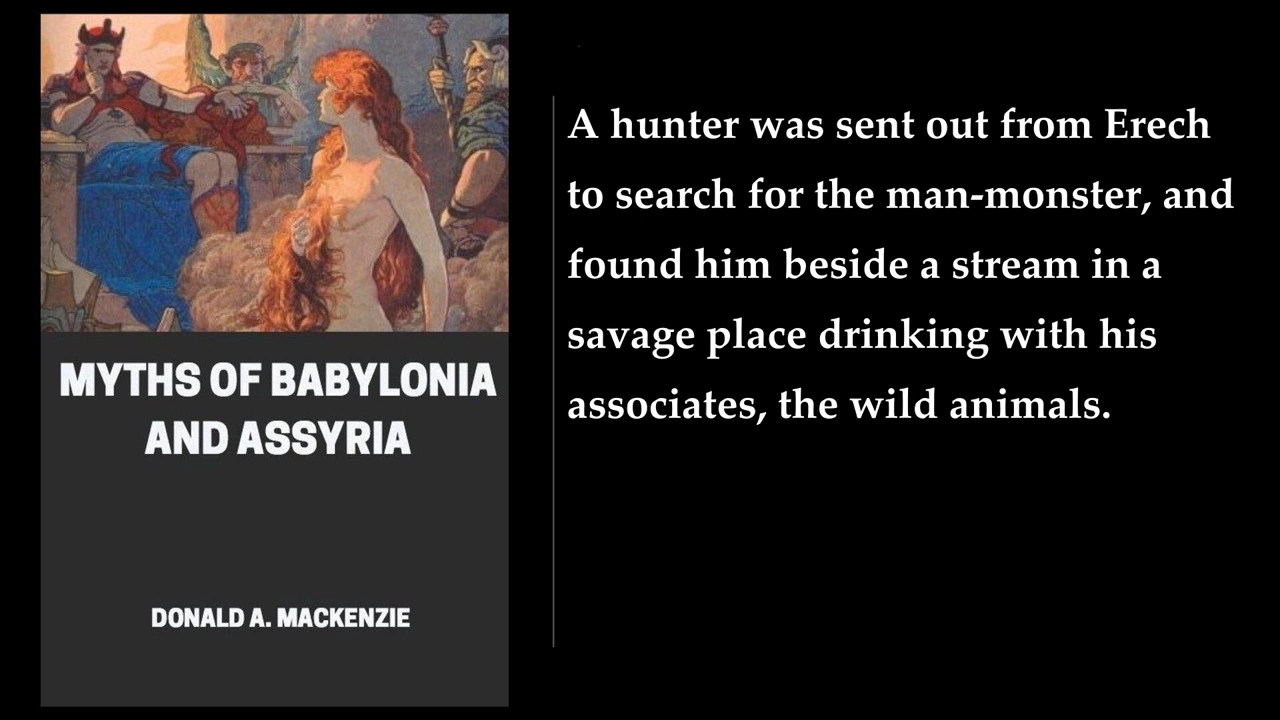 MYTHS OF BABYLONIA
AND ASSYRIA
DONALD A. MACKENZIE
A hunter was sent out from Erech
to search for the man-monster, and
found him beside a stream in a
savage place drinking with his
associates, the wild animals.